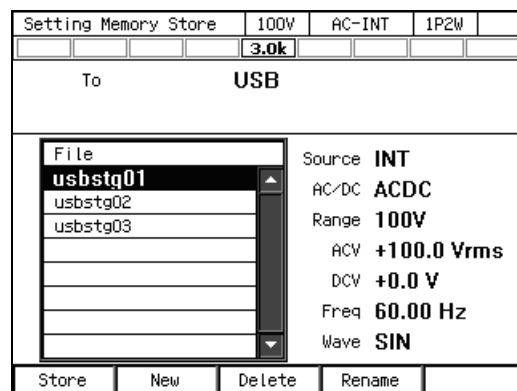 Setting Memory Store 100V AC-INT 1P2W
3.0k
To USB
File
usbstg01
usbstg02
usbstg03
Source INT
AC/DC ACDC
Range 100V
ACV +100.0 Vrms
DCV +0.0 V
Freq 60.00 Hz
Wave SIN
Store New Delete Rename